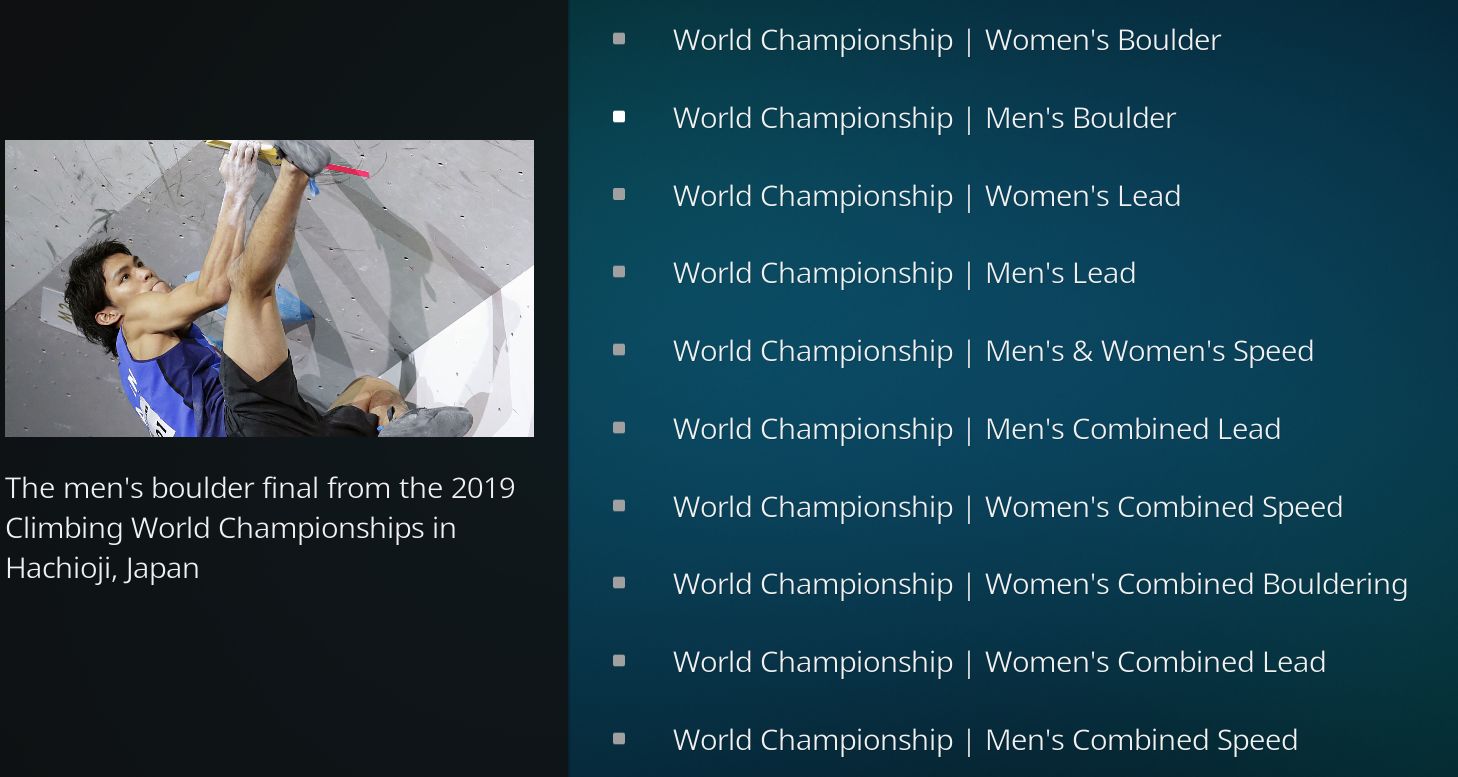 The men's boulder final from the 2019
Climbing World Championships in
Hachioji, Japan
World Championship | Women's Boulder
World Championship | Men's Boulder
World Championship | Women's Lead
World Championship | Men's Lead
World Championship | Men's & Women's Speed
World Championship | Men's Combined Lead
World Championship | Women's Combined Speed
World Championship | Women's Combined Bouldering
World Championship | Women's Combined Lead
World Championship | Men's Combined Speed